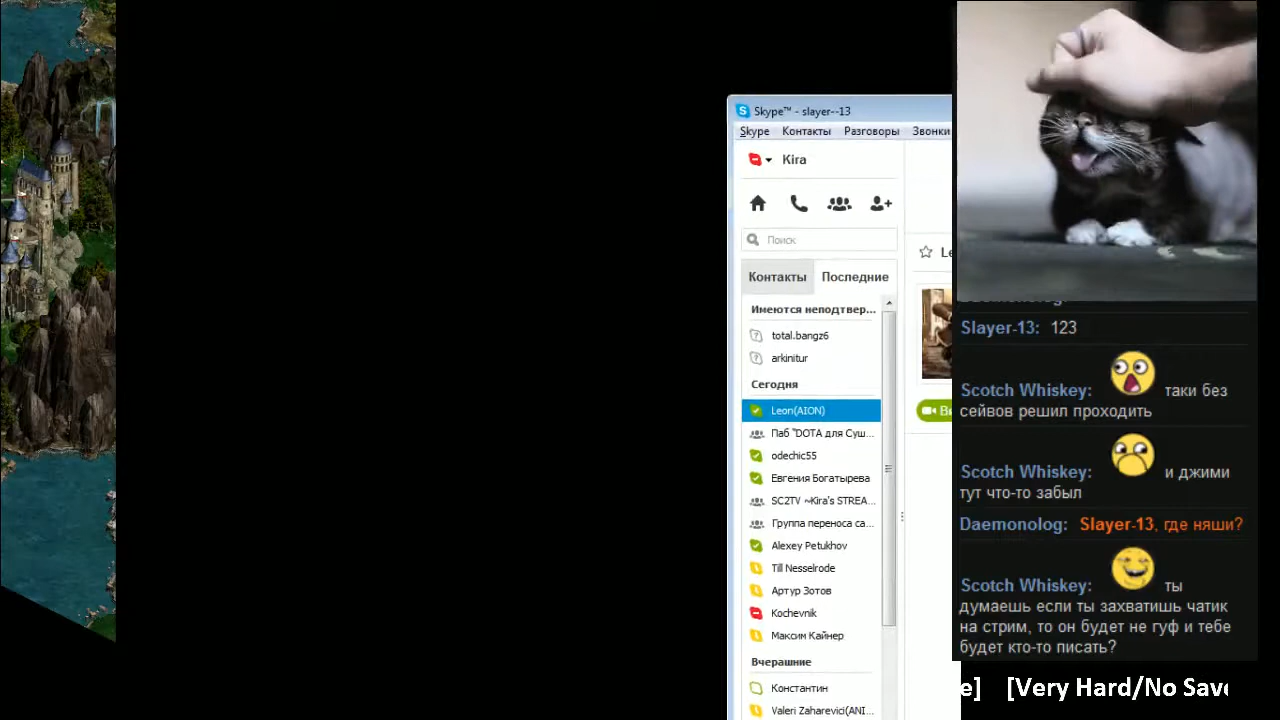 Skype™ - slayer--13
Skype Контакты Разговоры Звонки
Kira
Поиск
Контакты Последние
Имеются неподтвер...
total.bangz6
arkinitur
Сегодня
Leon(AION)
Паб "DOTA для Суш...
odechic55
Евгения Богатырева
SC2TV ~Kira's STREA...
Группа переноса са...
Alexey Petukhov
Till Nesselrode
Артур Зотов
Kochevnik
Максим Кайнер
Вчерашние
Константин
Valeri Zaharevici(ANI...
Le
Ви
Slayer-13: 123
Scotch Whiskey: таки без
сейвов решил проходить
Scotch Whiskey: и джими
тут что-то забыл
Daemonolog: Slayer-13, где няши?
Scotch Whiskey: ты
думаешь если ты захватишь чатик
на стрим, то он будет не гуф и тебе
будет кто-то писать?
e] [Very Hard/No Save